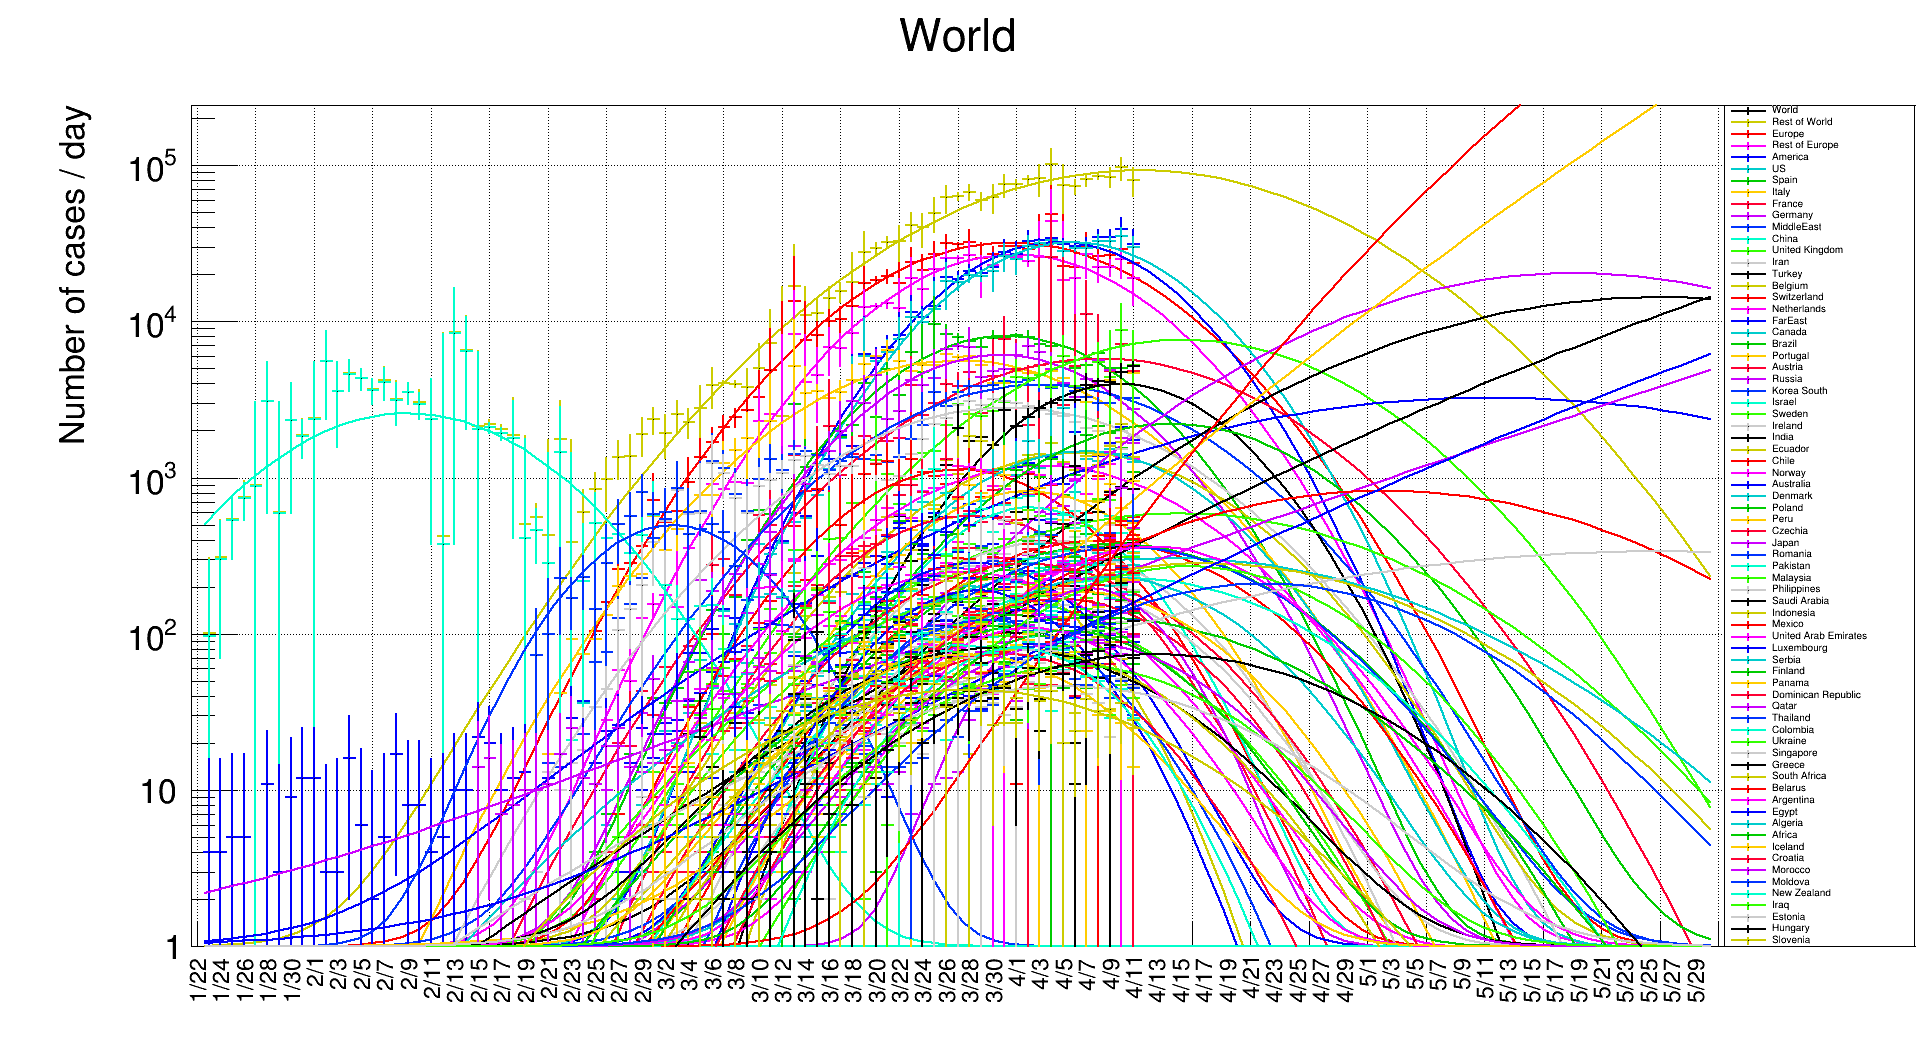 World
Number of cases / day
10⁵
10⁴
10³
10²
10
1
1/22
1/24
1/26
1/28
1/30
2/1
2/3
2/5
2/7
2/9
2/11
2/13
2/15
2/17
2/19
2/21
2/23
2/25
2/27
2/29
3/2
3/4
3/6
3/8
3/10
3/12
3/14
3/16
3/18
3/20
3/22
3/24
3/26
3/28
3/30
4/1
4/3
4/5
4/7
4/9
4/11
4/13
4/15
4/17
4/19
4/21
4/23
4/25
4/27
4/29
5/1
5/3
5/5
5/7
5/9
5/11
5/13
5/15
5/17
5/19
5/21
5/23
5/25
5/27
5/29
World
Rest of World
Europe
Rest of Europe
America
US
Spain
Italy
France
Germany
MiddleEast
China
United Kingdom
Iran
Turkey
Belgium
Switzerland
Netherlands
FarEast
Canada
Brazil
Portugal
Austria
Russia
Korea South
Israel
Sweden
Ireland
India
Ecuador
Chile
Norway
Australia
Denmark
Poland
Peru
Czechia
Japan
Romania
Pakistan
Malaysia
Philippines
Saudi Arabia
Indonesia
Mexico
United Arab Emirates
Luxembourg
Serbia
Finland
Panama
Dominican Republic
Qatar
Thailand
Colombia
Ukraine
Singapore
Greece
South Africa
Belarus
Argentina
Egypt
Algeria
Africa
Iceland
Croatia
Morocco
Moldova
New Zealand
Iraq
Estonia
Hungary
Slovenia